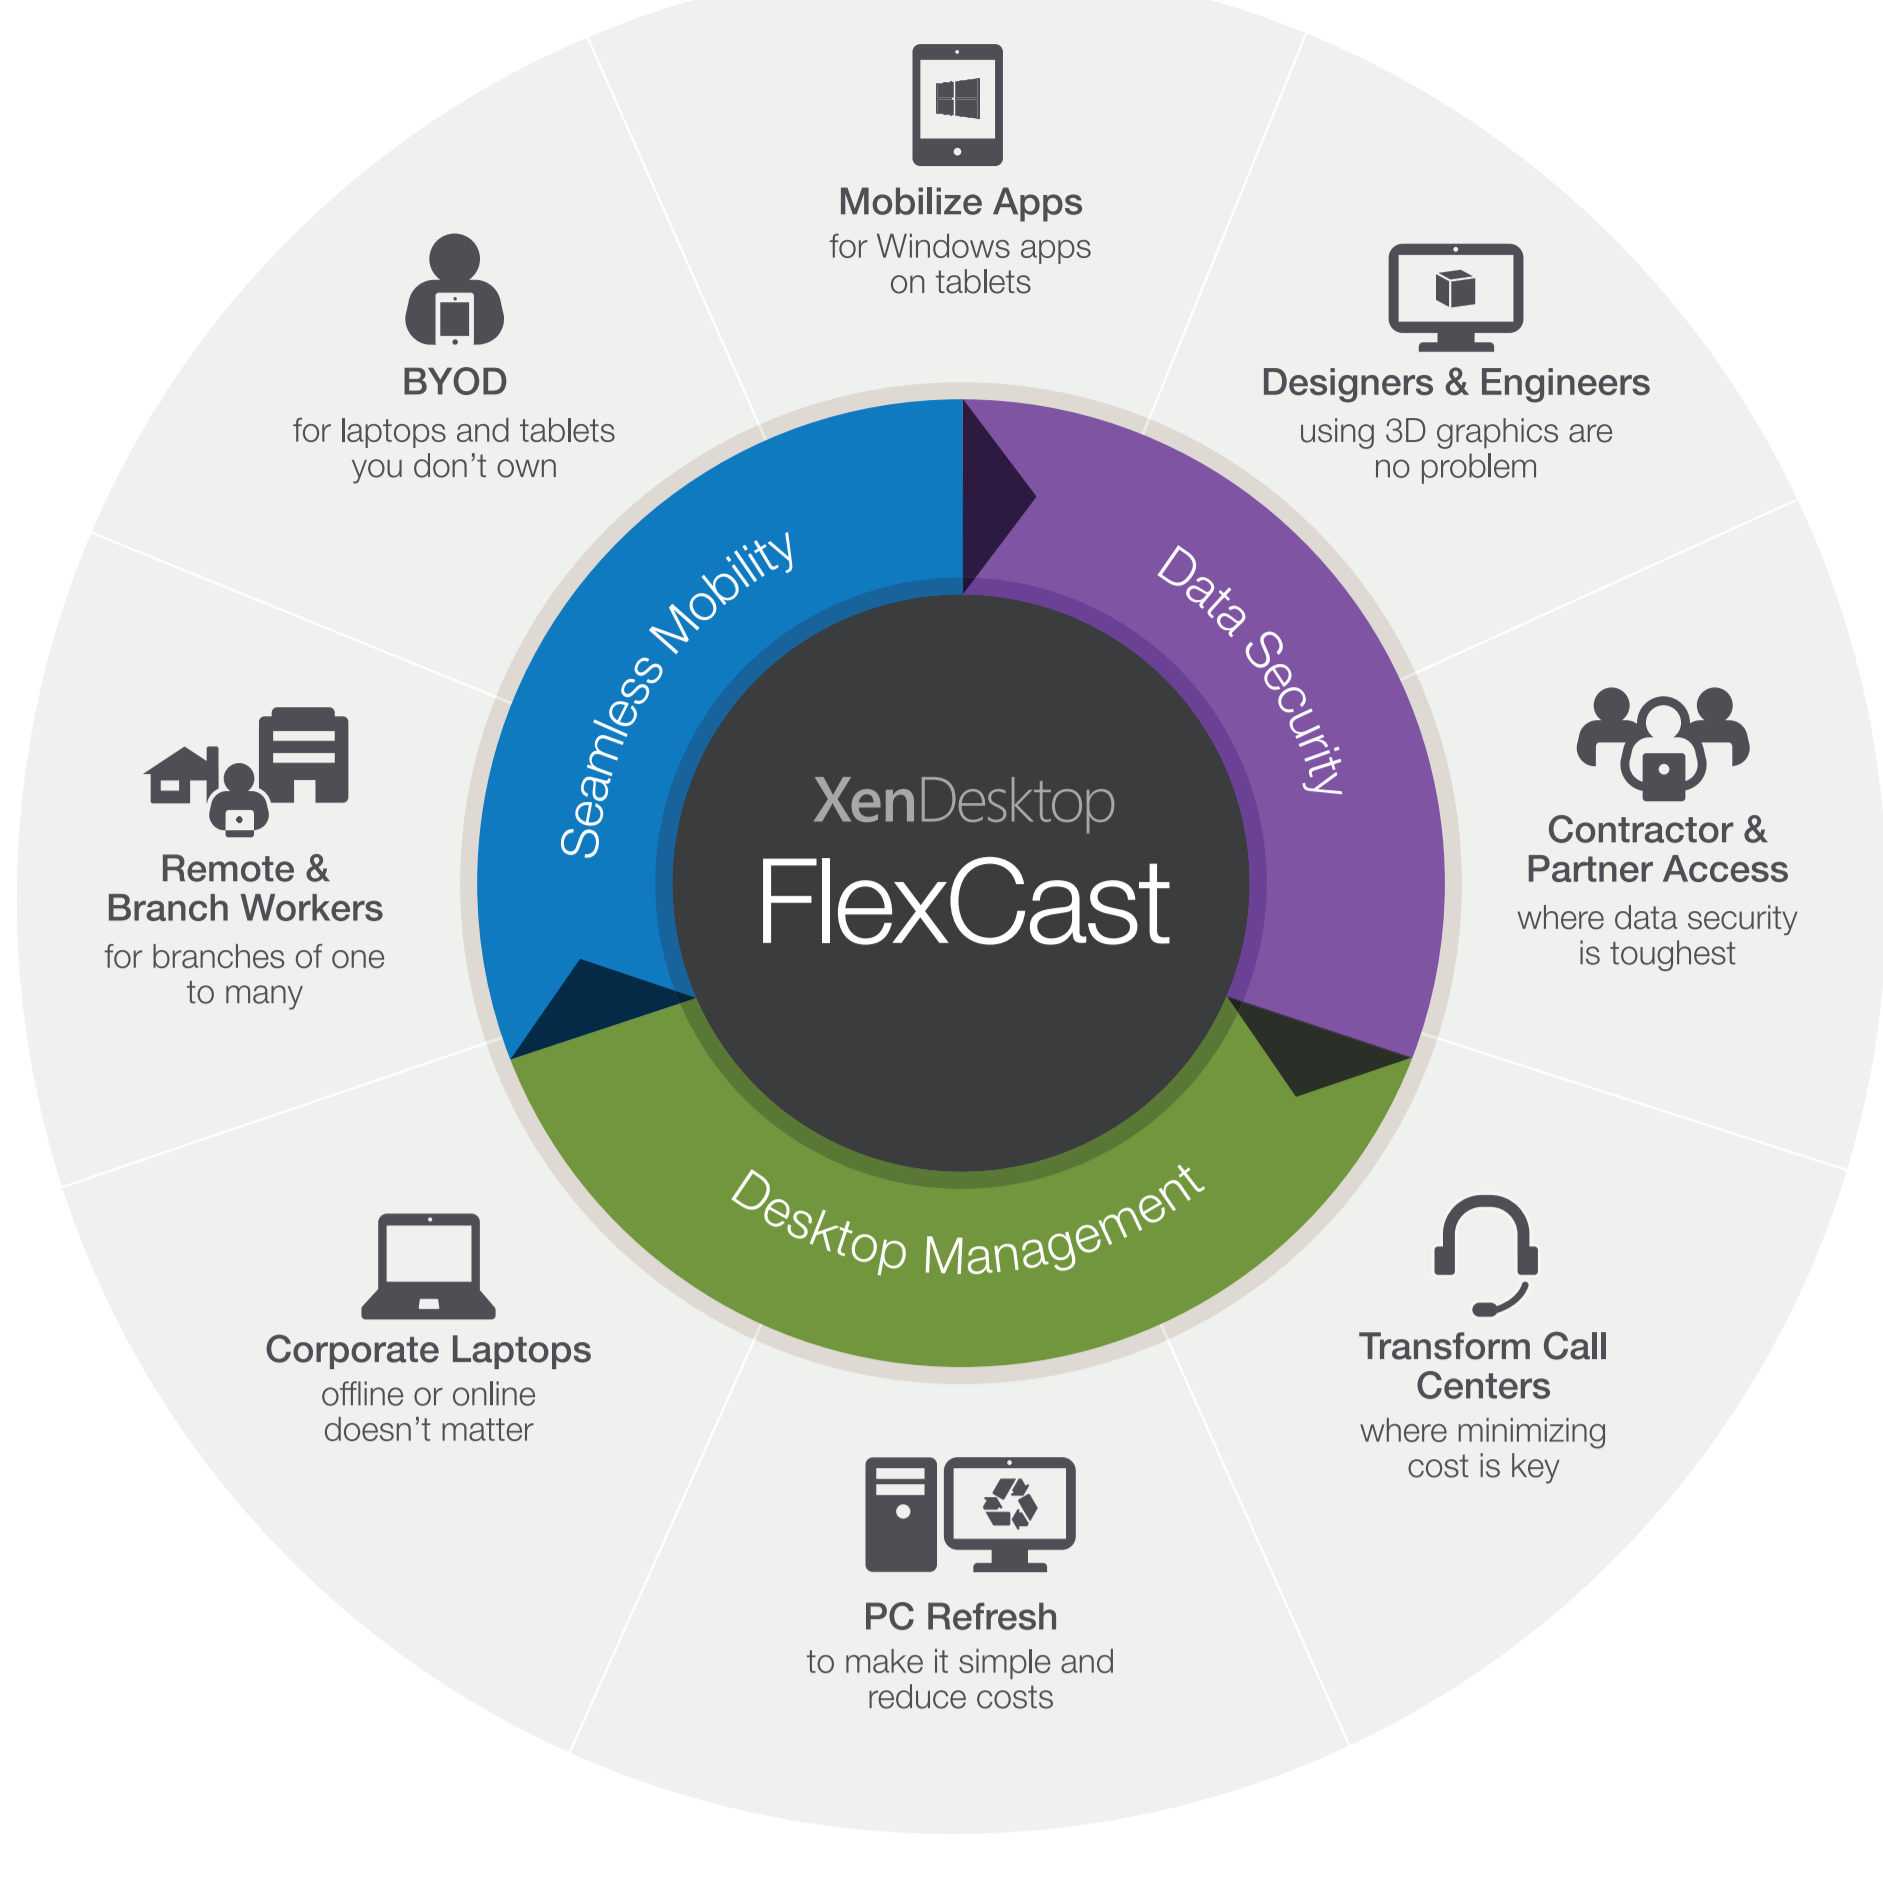 Mobilize Apps
for Windows apps
on tablets
Designers & Engineers
using 3D graphics are
no problem
Contractor &
Partner Access
where data security
is toughest
Transform Call
Centers
where minimizing
cost is key
PC Refresh
to make it simple and
reduce costs
Corporate Laptops
offline or online
doesn't matter
Remote &
Branch Workers
for branches of one
to many
BYOD
for laptops and tablets
you don't own
Seamless Mobility
Data Security
Desktop Management
XenDesktop
FlexCast